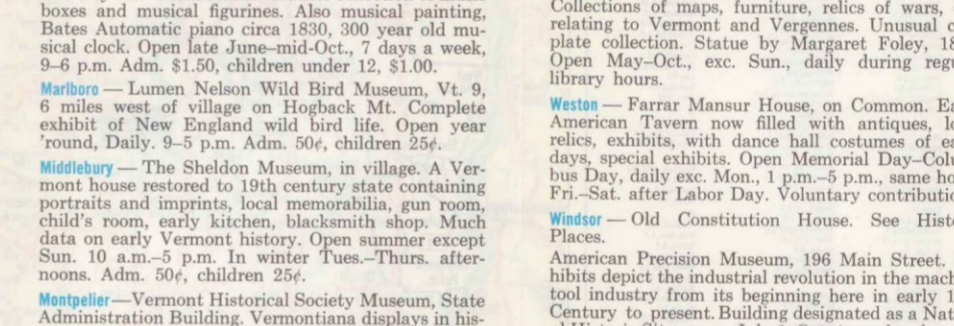 boxes and musical figurines. Also musical painting,
Bates Automatic piano circa 1830, 300 year old mu-
sical clock. Open late June–mid-Oct., 7 days a week,
9–6 p.m. Adm. $1.50, children under 12, $1.00.
Marlboro — Lumen Nelson Wild Bird Museum, Vt. 9,
6 miles west of village on Hogback Mt. Complete
exhibit of New England wild bird life. Open year
'round, Daily. 9–5 p.m. Adm. 50¢, children 25¢.
Middlebury — The Sheldon Museum, in village. A Ver-
mont house restored to 19th century state containing
portraits and imprints, local memorabilia, gun room,
child's room, early kitchen, blacksmith shop. Much
data on early Vermont history. Open summer except
Sun. 10 a.m.–5 p.m. In winter Tues.–Thurs. after-
noons. Adm. 50¢, children 25¢.
Montpelier—Vermont Historical Society Museum, State
Administration Building. Vermontiana displays in his-
Collections of maps, furniture, relics of wars,
relating to Vermont and Vergennes. Unusual
plate collection. Statue by Margaret Foley,
Open May–Oct., exc. Sun., daily during
library hours.
Weston — Farrar Mansur House, on Common.
American Tavern now filled with antiques,
relics, exhibits, with dance hall costumes of
days, special exhibits. Open Memorial Day–
bus Day, daily exc. Mon., 1 p.m.–5 p.m., same
Fri.–Sat. after Labor Day. Voluntary
Windsor — Old Constitution House. See
Places.
American Precision Museum, 196 Main Street.
hibits depict the industrial revolution in the
tool industry from its beginning here in early
Century to present. Building designated as a